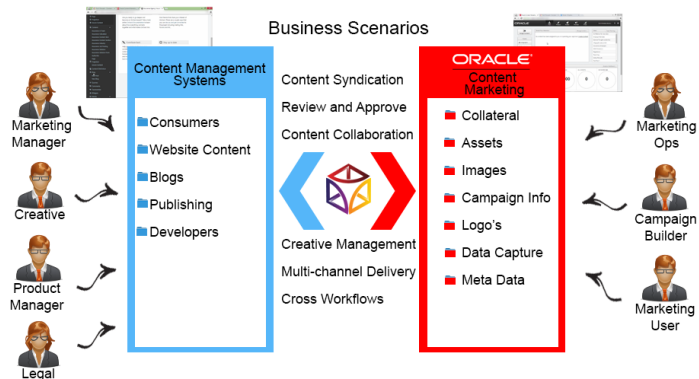 Business Scenarios
Content Management
Systems
Consumers
Website Content
Blogs
Publishing
Developers
Content Syndication
Review and Approve
Content Collaboration
Creative Management
Multi-channel Delivery
Cross Workflows
ORACLE®
Content
Marketing
Collateral
Assets
Images
Campaign Info
Logo's
Data Capture
Meta Data
Marketing
Manager
Creative
Product
Manager
Legal
Marketing
Ops
Campaign
Builder
Marketing
User